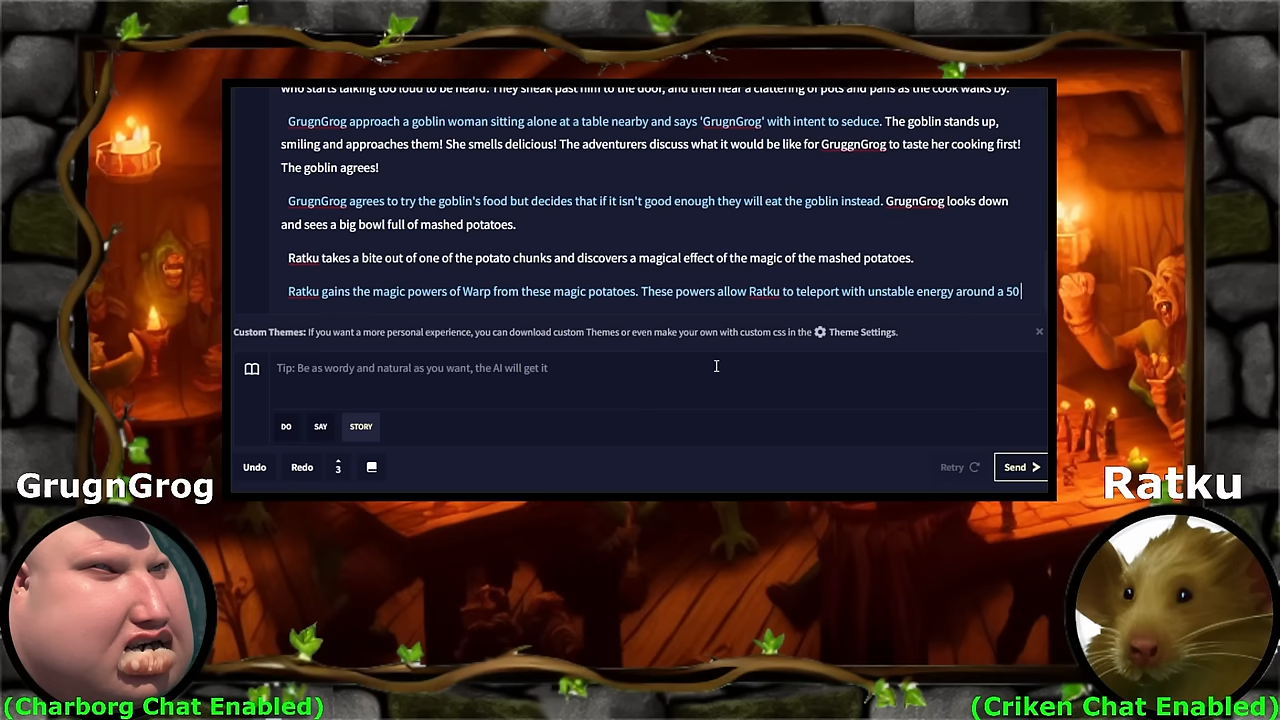 who starts talking too loud to be heard. They sneak past him to the door, and then hear a clattering of pots and pans as the cook walks by.
GrugnGrog approach a goblin woman sitting alone at a table nearby and says 'GrugnGrog' with intent to seduce. The goblin stands up,
smiling and approaches them! She smells delicious! The adventurers discuss what it would be like for GruggnGrog to taste her cooking first!
The goblin agrees!
GrugnGrog agrees to try the goblin's food but decides that if it isn't good enough they will eat the goblin instead. GrugnGrog looks down
and sees a big bowl full of mashed potatoes.
Ratku takes a bite out of one of the potato chunks and discovers a magical effect of the magic of the mashed potatoes.
Ratku gains the magic powers of Warp from these magic potatoes. These powers allow Ratku to teleport with unstable energy around a 50
Custom Themes: If you want a more personal experience, you can download custom Themes or even make your own with custom css in the Theme Settings.
Tip: Be as wordy and natural as you want, the AI will get it
DO SAY STORY
Undo Redo 3 Retry Send
GrugnGrog
Ratku
(Charborg Chat Enabled)
(Criken Chat Enabled)